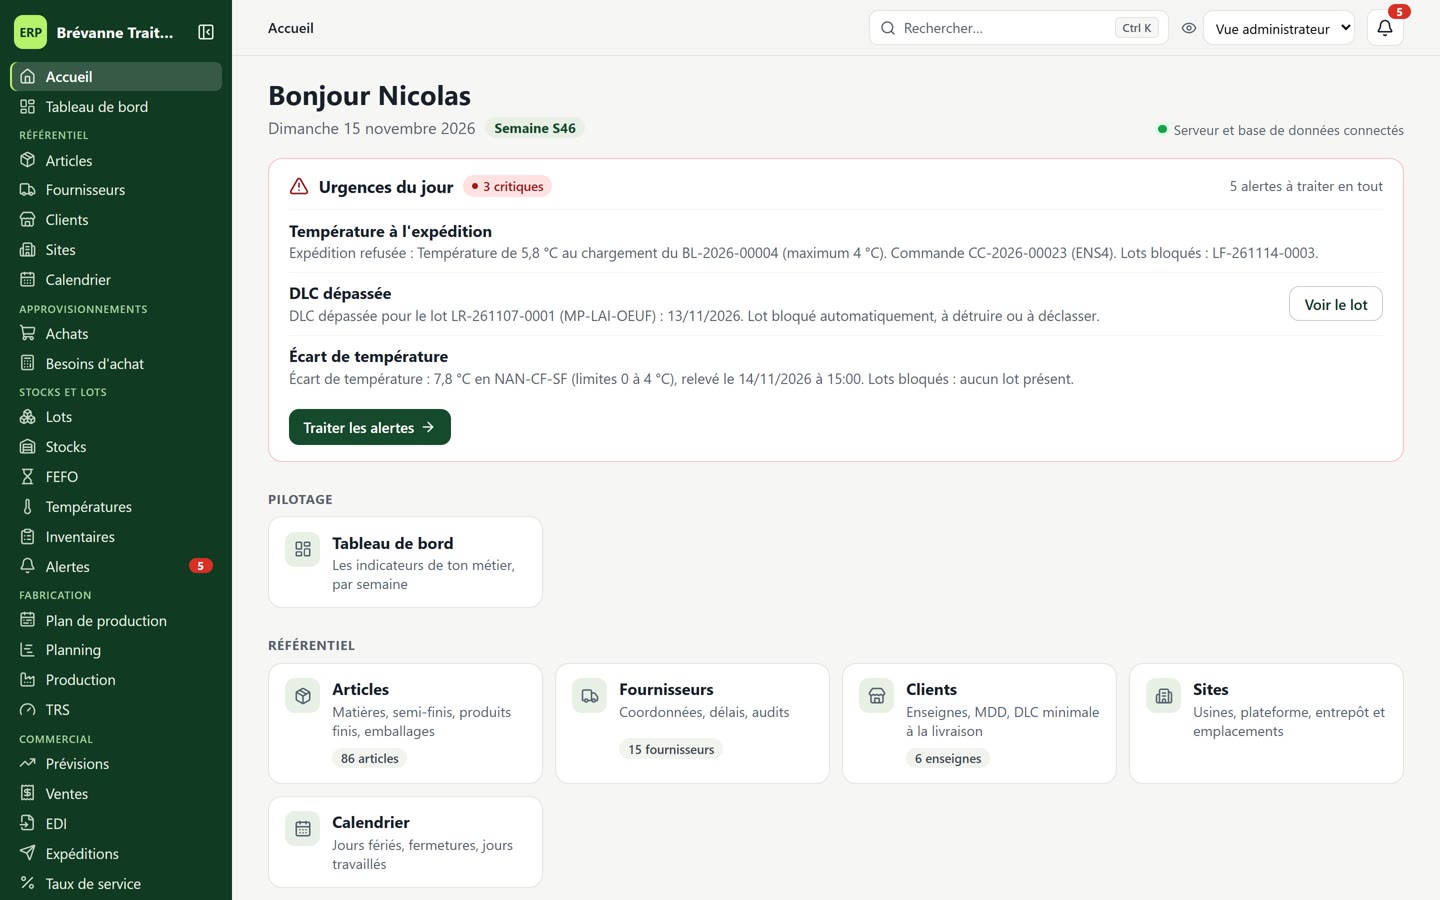 ERP Brévanne Trait...
Accueil
Tableau de bord
RÉFÉRENTIEL
Articles
Fournisseurs
Clients
Sites
Calendrier
APPROVISIONNEMENTS
Achats
Besoins d'achat
STOCKS ET LOTS
Lots
Stocks
FEFO
Températures
Inventaires
Alertes 5
FABRICATION
Plan de production
Planning
Production
TRS
COMMERCIAL
Prévisions
Ventes
EDI
Expéditions
Taux de service
Accueil
Rechercher... Ctrl K
Vue administrateur
5
Bonjour Nicolas
Dimanche 15 novembre 2026 Semaine S46
Serveur et base de données connectés
Urgences du jour 3 critiques
5 alertes à traiter en tout
Température à l'expédition
Expédition refusée : Température de 5,8 °C au chargement du BL-2026-00004 (maximum 4 °C). Commande CC-2026-00023 (ENS4). Lots bloqués : LF-261114-0003.
DLC dépassée
DLC dépassée pour le lot LR-261107-0001 (MP-LAI-OEUF) : 13/11/2026. Lot bloqué automatiquement, à détruire ou à déclasser.
Voir le lot
Écart de température
Écart de température : 7,8 °C en NAN-CF-SF (limites 0 à 4 °C), relevé le 14/11/2026 à 15:00. Lots bloqués : aucun lot présent.
Traiter les alertes →
PILOTAGE
Tableau de bord
Les indicateurs de ton métier,
par semaine
RÉFÉRENTIEL
Articles
Matières, semi-finis, produits
finis, emballages
86 articles
Fournisseurs
Coordonnées, délais, audits
15 fournisseurs
Clients
Enseignes, MDD, DLC minimale
à la livraison
6 enseignes
Sites
Usines, plateforme, entrepôt et
emplacements
Calendrier
Jours fériés, fermetures, jours
travaillés